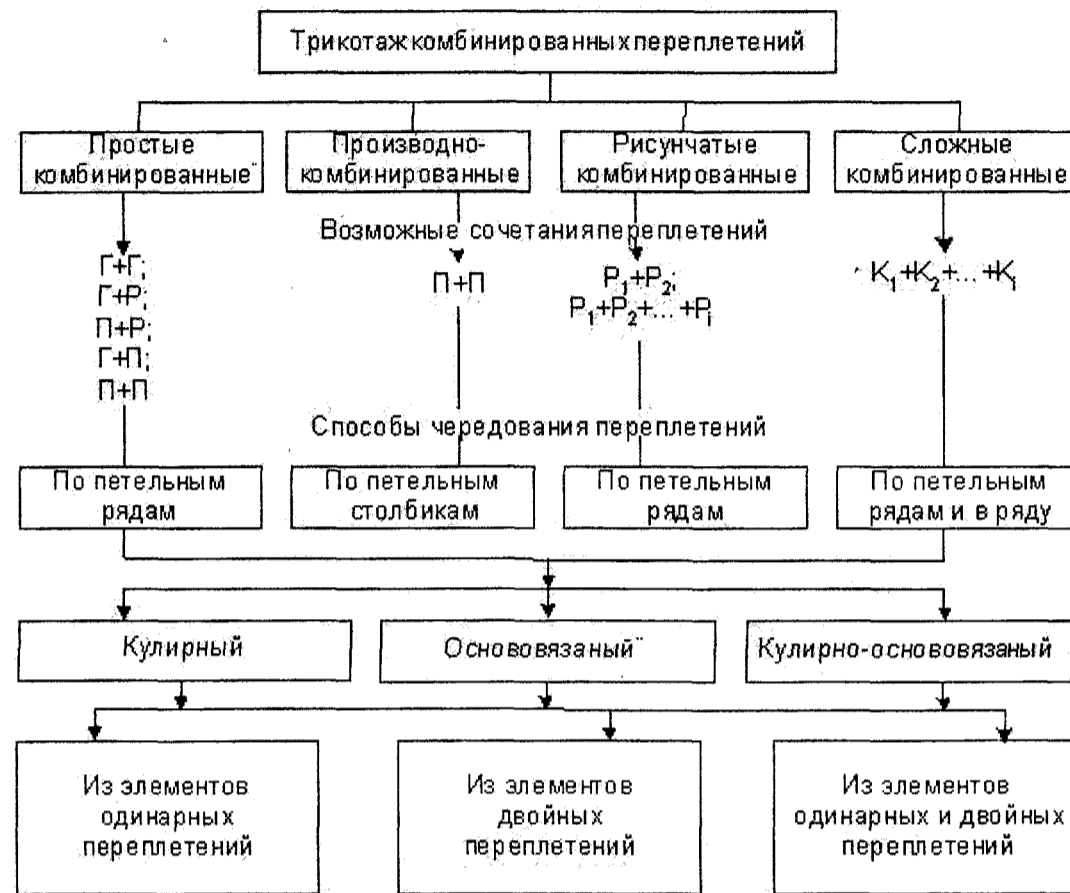 Трикотаж комбинированных переплетений
Простые
комбинированные
Производно-
комбинированные
Рисунчатые
комбинированные
Сложные
комбинированные
Возможные сочетания переплетений
Г+Г;
Г+Р;
П+Р;
Г+П;
П+П
П+П
Р₁+Р₂;
Р₁+Р₂+...+Рᵢ
К₁+К₂+...+Кᵢ
Способы чередования переплетений
По петельным
рядам
По петельным
столбикам
По петельным
рядам
По петельным
рядам и в ряду
Кулирный
Основовязаный
Кулирно-основовязаный
Из элементов
одинарных
переплетений
Из элементов
двойных
переплетений
Из элементов
одинарных и двойных
переплетений